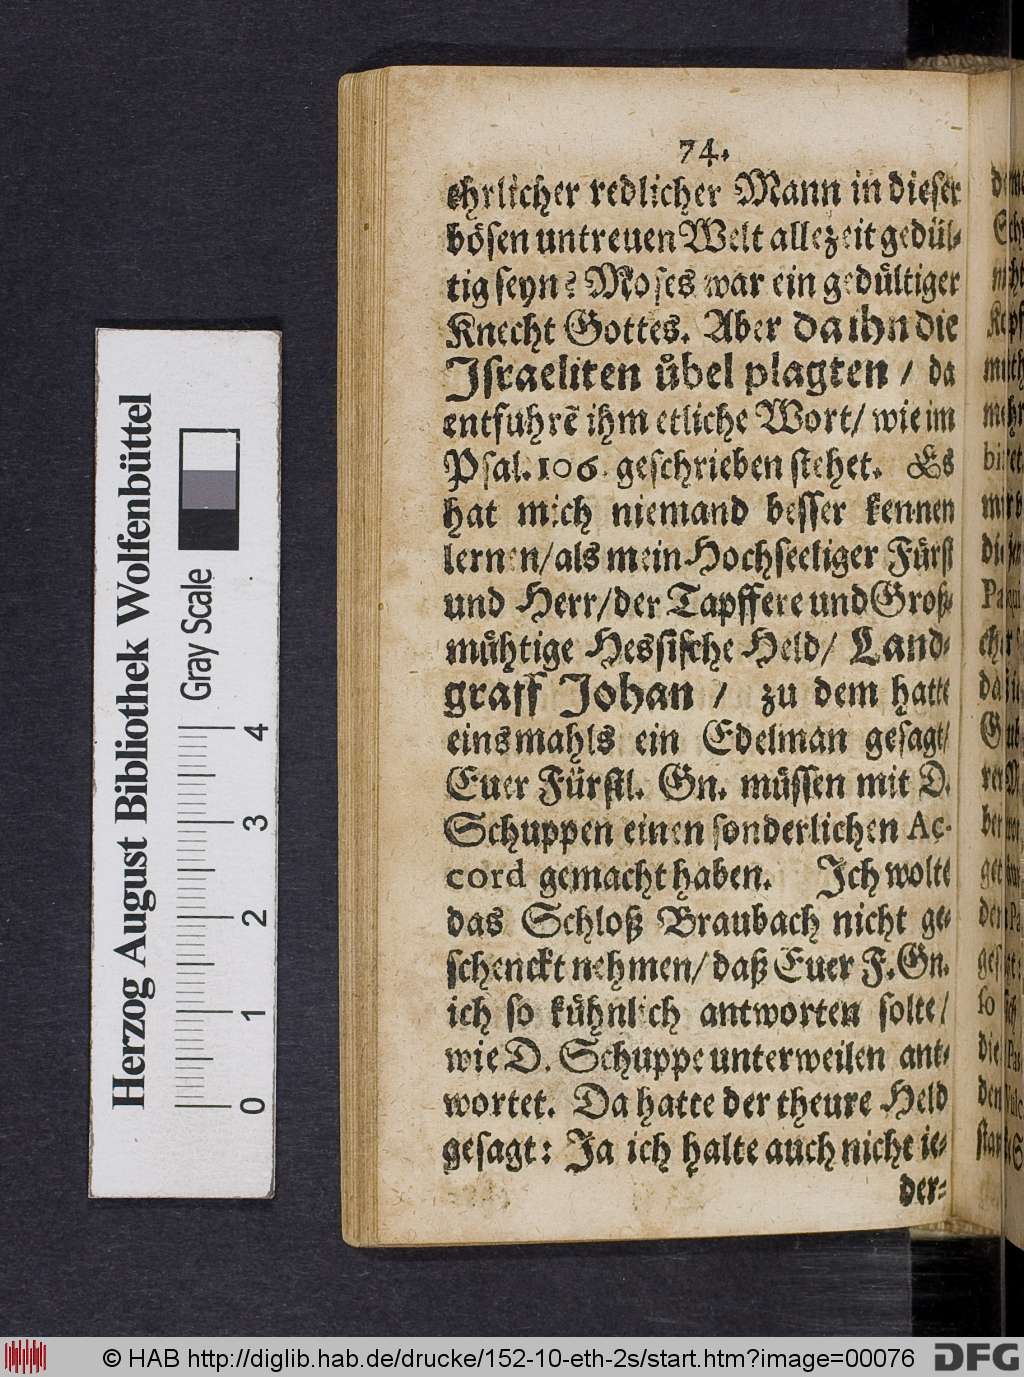 74.
ehrlicher redlicher Mann in dieser
bösen untreuen Welt allezeit gedül-
tig seyn? Moses war ein gedültiger
Knecht Gottes. Aber da ihn die
Israeliten übel plagten / da
entfuhrẽ ihm etliche Wort/ wie im
Psal. 106. geschrieben stehet. Es
hat mich niemand besser kennen
lernen/als mein Hochseeliger Fürst
und Herr/der Tapffere und Groß-
mühtige Hessische Held/ Land-
graff Johan / zu dem hatte
einsmahls ein Edelman gesagt/
Euer Fürstl. Gn. müssen mit D.
Schuppen einen sonderlichen Ac-
cord gemacht haben. Ich wolte
das Schloß Braubach nicht ge-
schenckt nehmen/daß Euer F. Gn.
ich so kühnlich antworten solte/
wie D. Schuppe unterweilen ant-
wortet. Da hatte der theure Held
gesagt: Ja ich halte auch nicht ie-
der-
Herzog August Bibliothek Wolfenbüttel
Gray Scale
0 1 2 3 4
© HAB http://diglib.hab.de/drucke/152-10-eth-2s/start.htm?image=00076
DFG